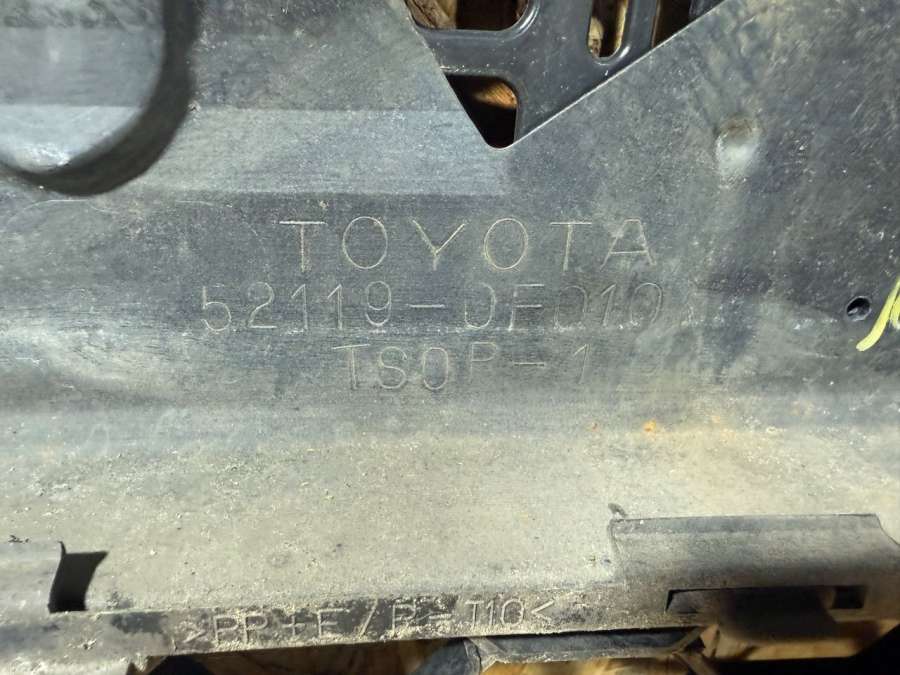 TOYOTA
52119-0F010
TSOP-1
>PP+E/P-T10<